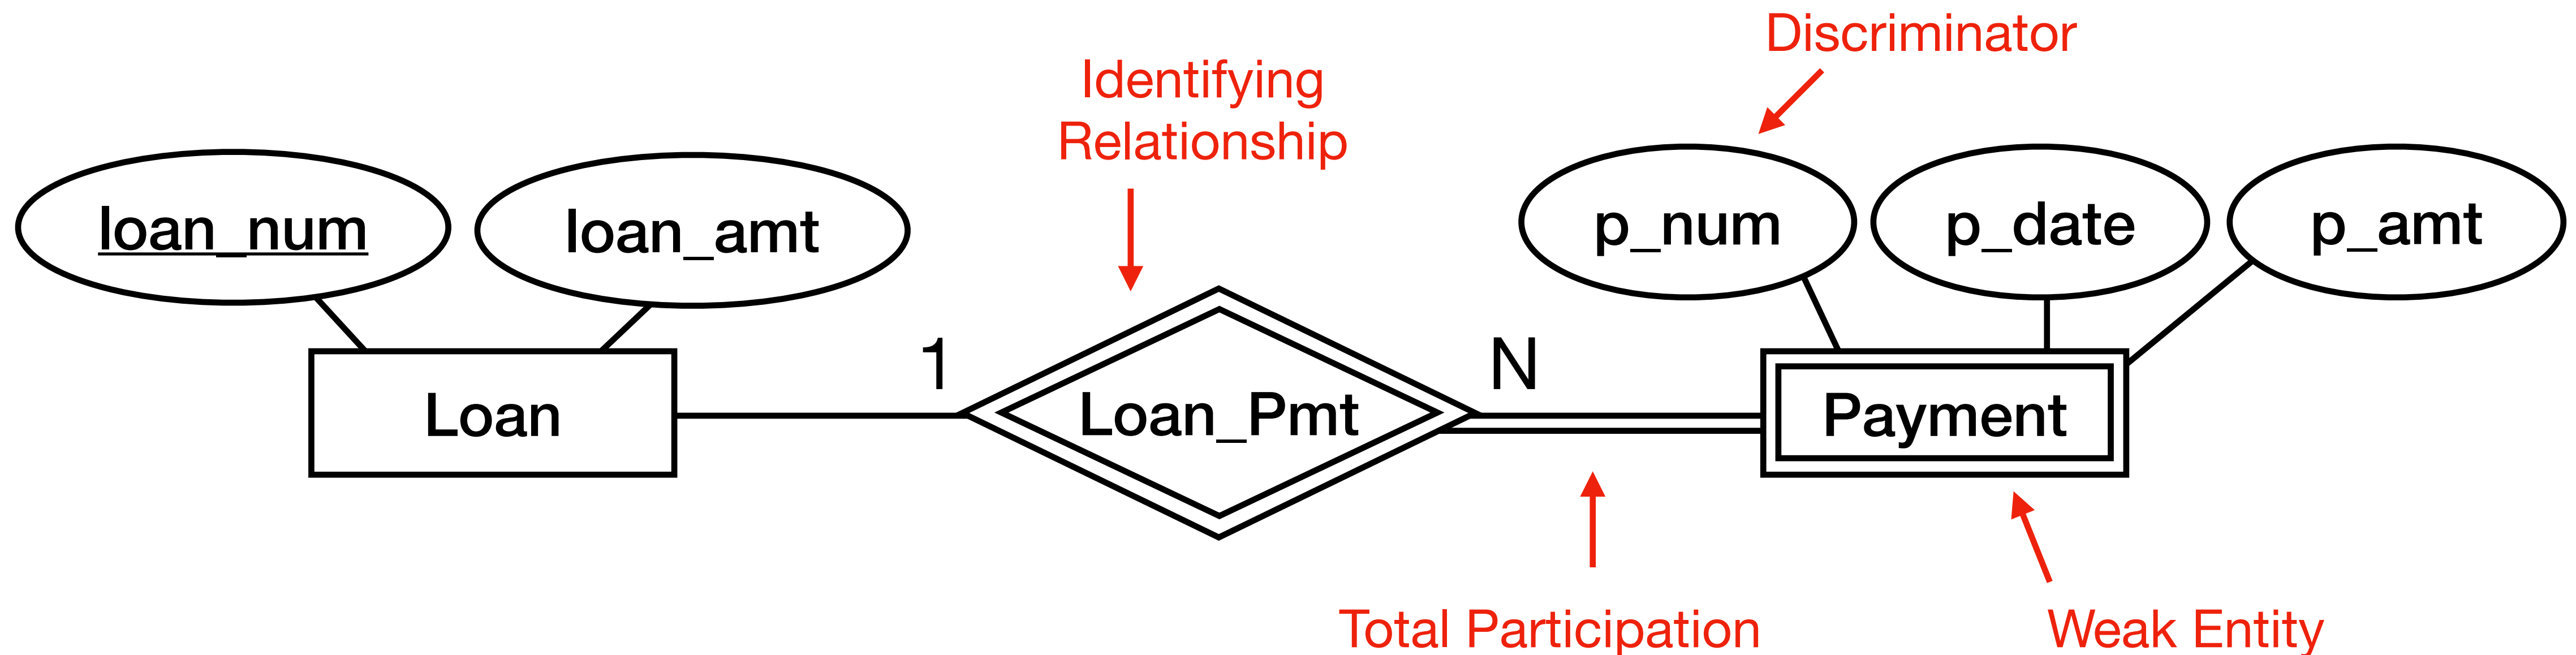 Discriminator
Identifying
Relationship
loan_num
loan_amt
p_num
p_date
p_amt
1
N
Loan
Loan_Pmt
Payment
Total Participation
Weak Entity